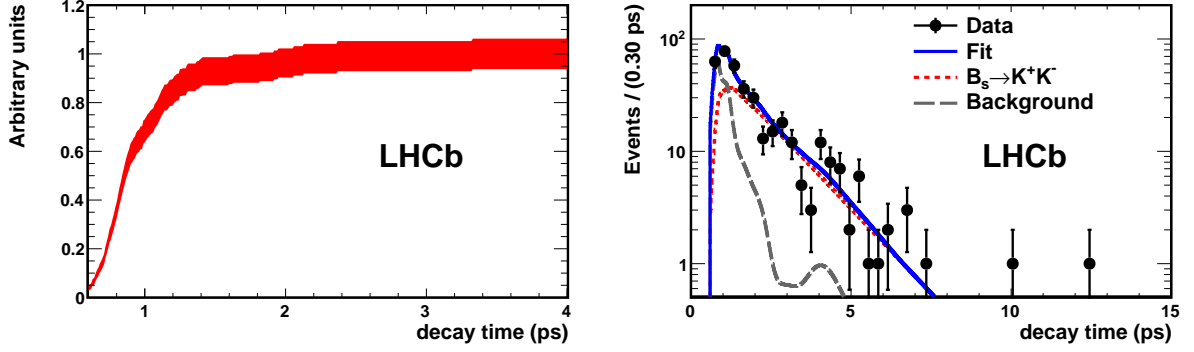 Arbitrary units
1.2
1
0.8
0.6
0.4
0.2
0
LHCb
1 2 3 4
decay time (ps)
Events / (0.30 ps)
10²
10
1
Data
Fit
Bₛ→K⁺K⁻
Background
LHCb
0 5 10 15
decay time (ps)